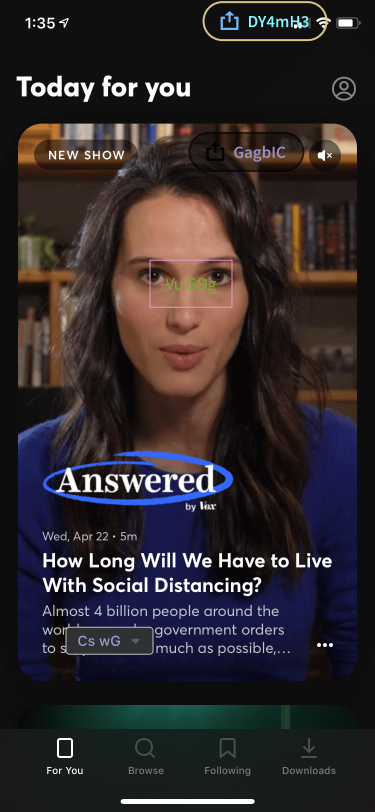 1:35
DY4mH3
Today for you
NEW SHOW
GagbIC
Answered
by Vox
Wed, Apr 22 • 5m
How Long Will We Have to Live
With Social Distancing?
Almost 4 billion people around the
government orders
to
much as possible,...
Cs wG
For You
Browse
Following
Downloads